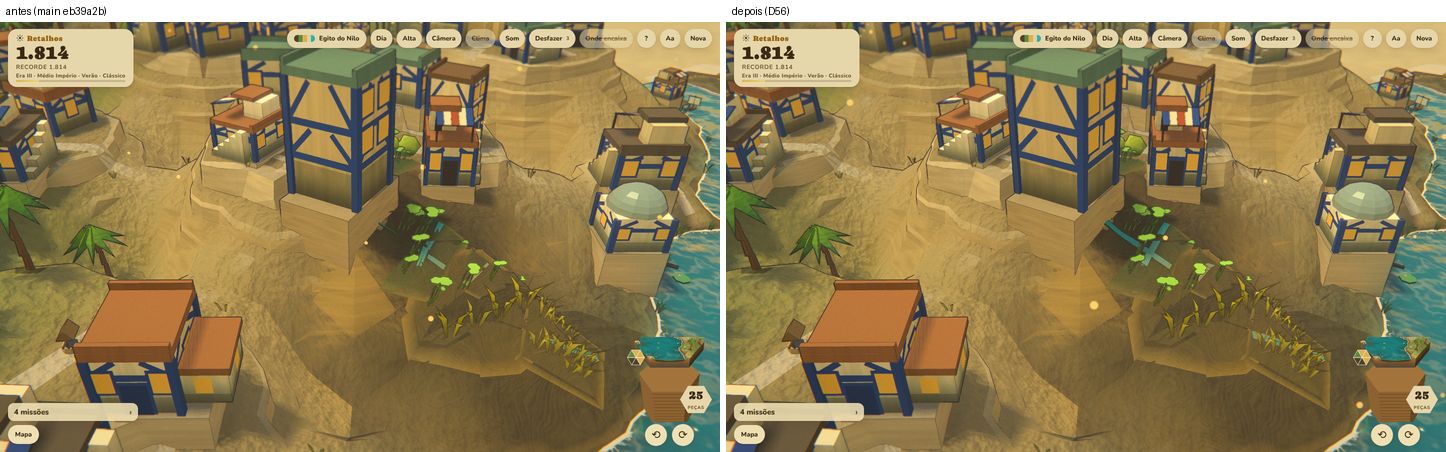 antes (main eb39a2b)
Retalhos
1.814
RECORDE 1.814
Era III · Médio Império · Verão · Clássico
Egito do Nilo Dia Alta Câmera Clima Som Desfazer 3 Onde encaixa ? Aa Nova
25
PEÇAS
4 missões ›
Mapa
depois (D56)
Retalhos
1.814
RECORDE 1.814
Era III · Médio Império · Verão · Clássico
Egito do Nilo Dia Alta Câmera Clima Som Desfazer 3 Onde encaixa ? Aa Nova
25
PEÇAS
4 missões ›
Mapa